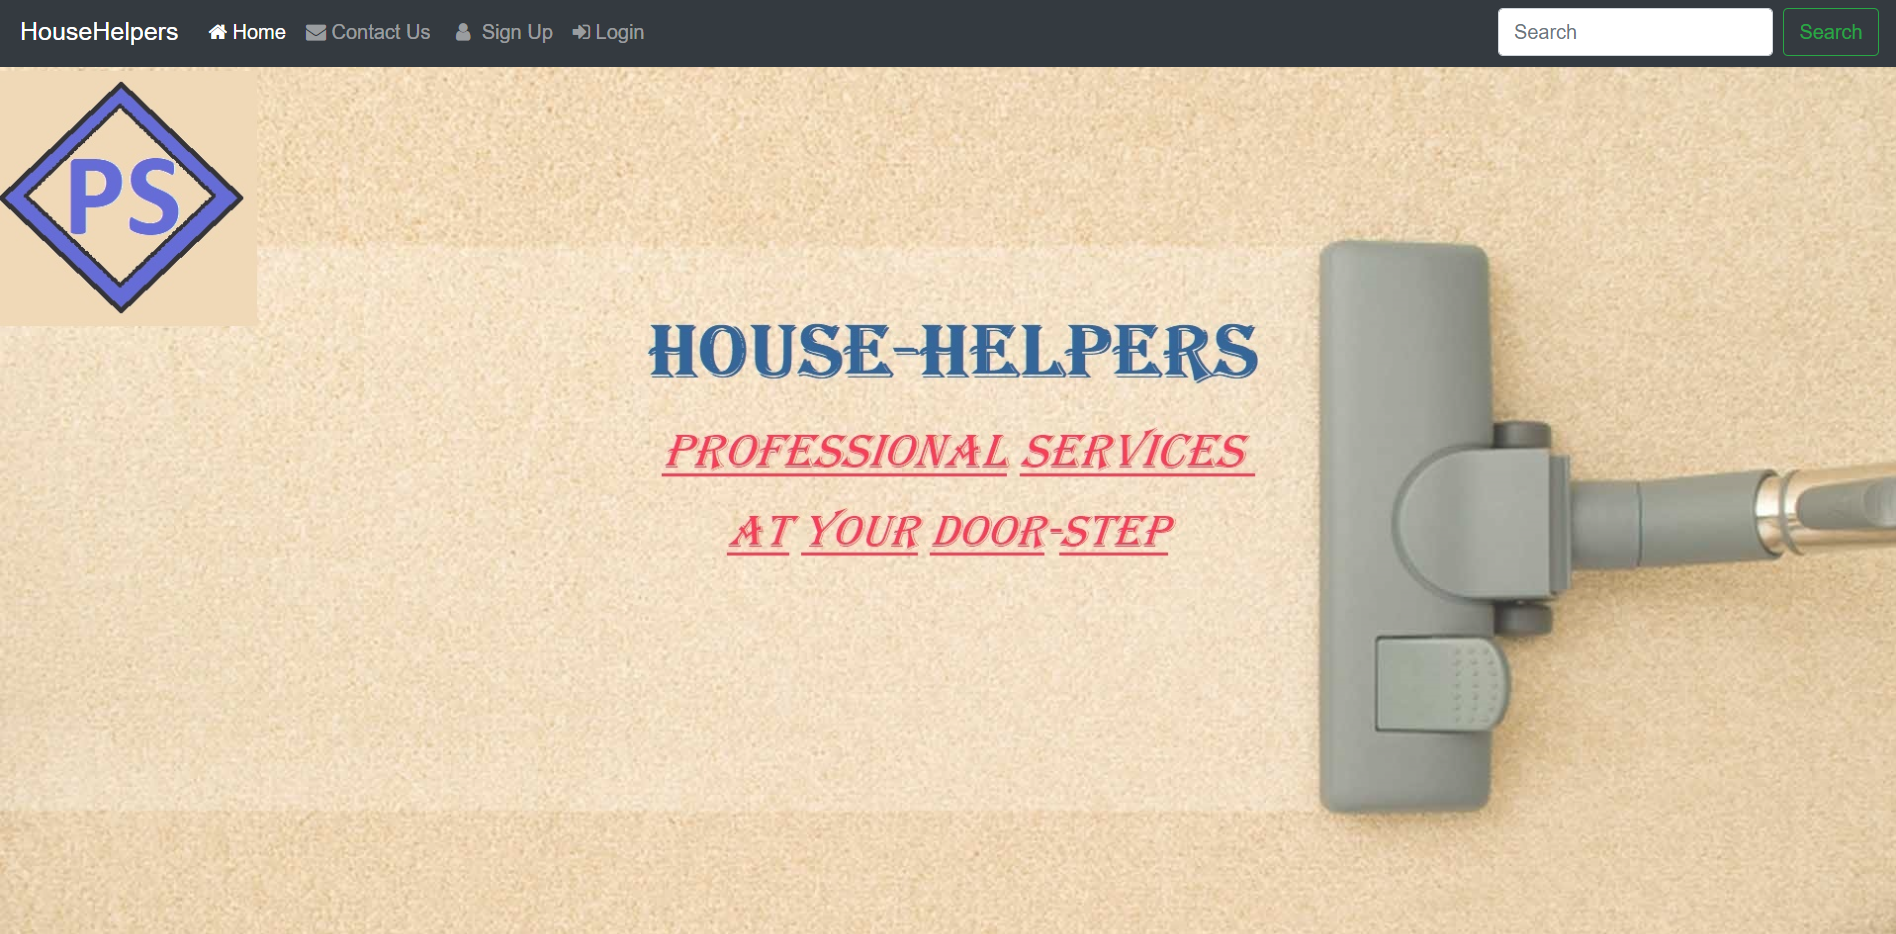 HouseHelpers Home Contact Us Sign Up Login Search Search
PS
HOUSE-HELPERS
PROFESSIONAL SERVICES
AT YOUR DOOR-STEP